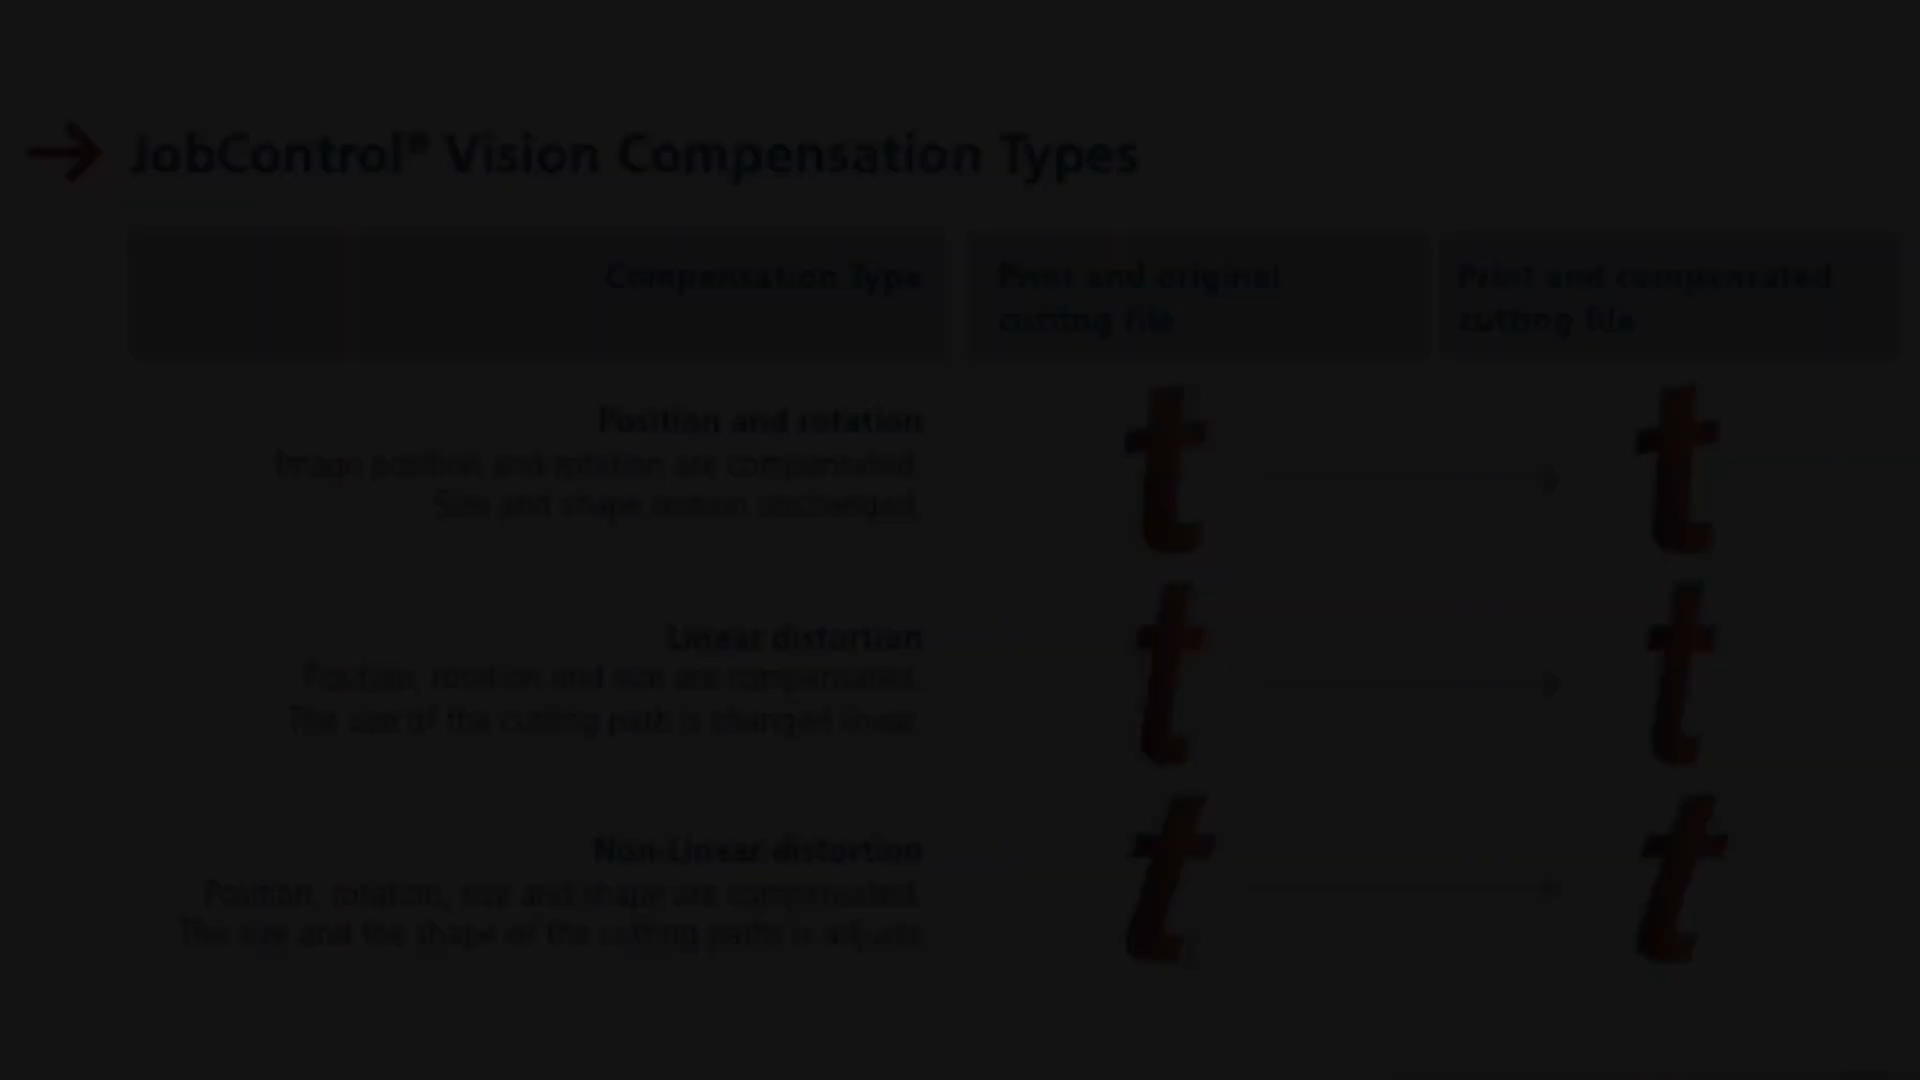 JobControl® Vision Compensation Types
Compensation Type
Print and original
cutting file
Print and compensated
cutting file
Position and rotation
Image position and rotation are compensated.
Size and shape remain unchanged.
Linear distortion
Position, rotation and size are compensated.
The size of the cutting path is changed linear.
Non-Linear distortion
Position, rotation, size and shape are compensated.
The size and the shape of the cutting paths is adjusts
t
t
t
t
t
t